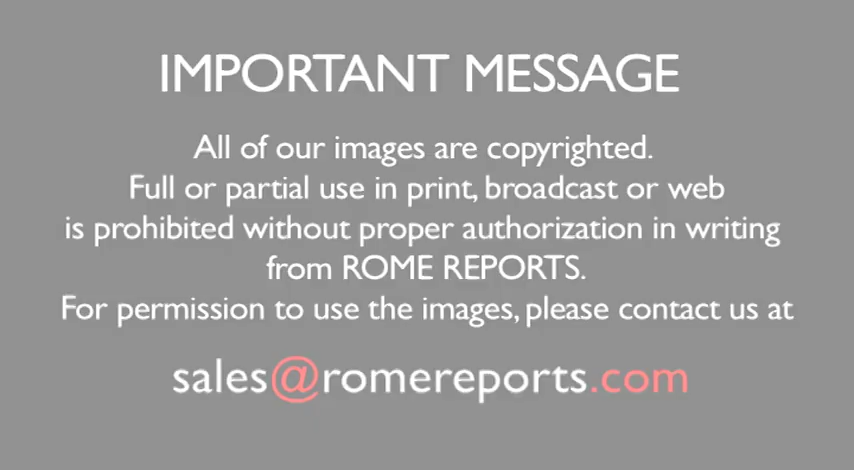 IMPORTANT MESSAGE
All of our images are copyrighted.
Full or partial use in print, broadcast or web
is prohibited without proper authorization in writing
from ROME REPORTS.
For permission to use the images, please contact us at
sales@romereports.com